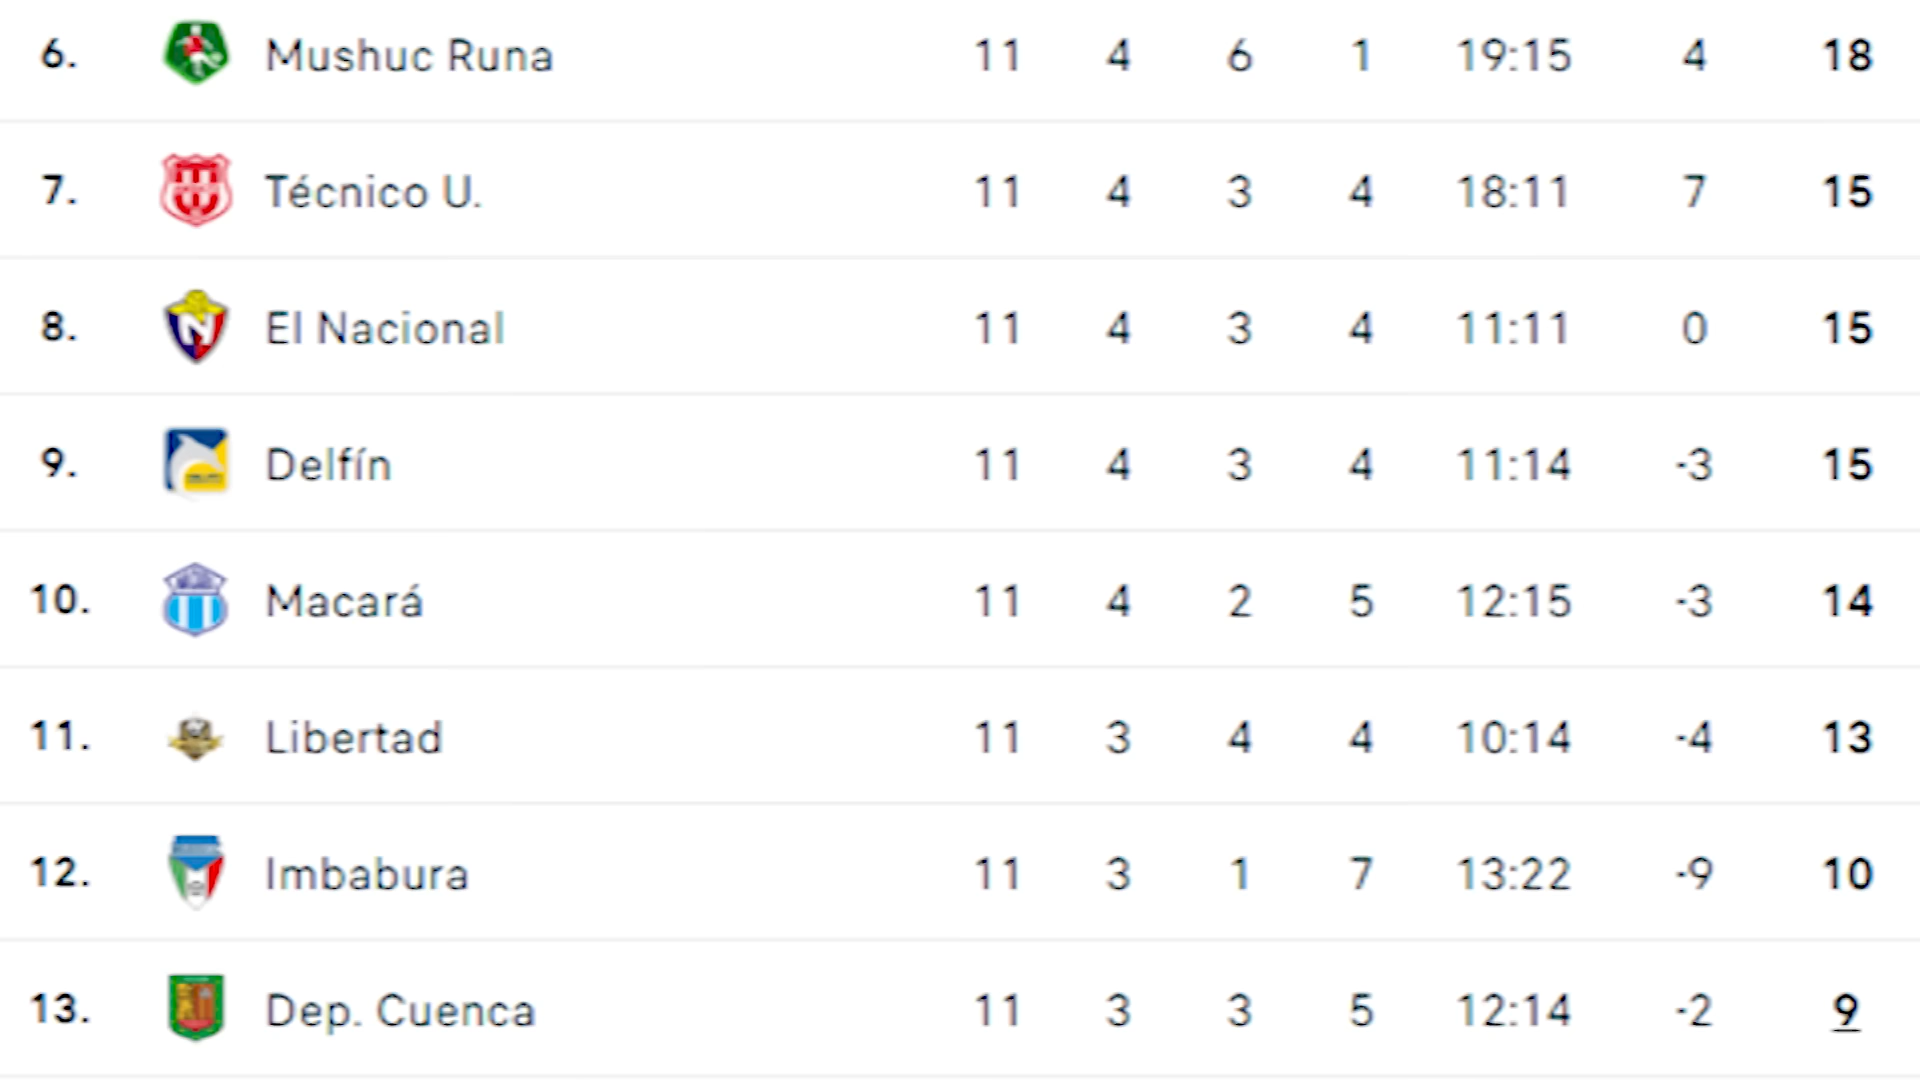 6. Mushuc Runa 11 4 6 1 19:15 4 18
7. Técnico U. 11 4 3 4 18:11 7 15
8. El Nacional 11 4 3 4 11:11 0 15
9. Delfín 11 4 3 4 11:14 -3 15
10. Macará 11 4 2 5 12:15 -3 14
11. Libertad 11 3 4 4 10:14 -4 13
12. Imbabura 11 3 1 7 13:22 -9 10
13. Dep. Cuenca 11 3 3 5 12:14 -2 9